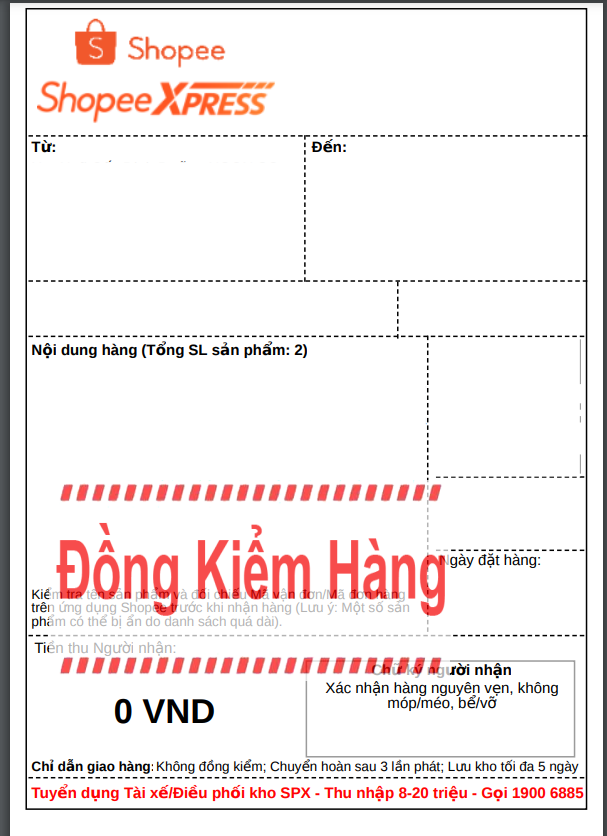 S
Shopee
ShopeeXPRESS
Từ:
Đến:
Nội dung hàng (Tổng SL sản phẩm: 2)
Đồng Kiểm Hàng
Ngày đặt hàng:
Kiểm tra tên sản phẩm và đối chiếu Mã vận đơn/Mã đơn hàng
trên ứng dụng Shopee trước khi nhận hàng (Lưu ý: Một số sản
phẩm có thể bị ẩn do danh sách quá dài).
Tiền thu Người nhận:
0 VND
Chữ ký người nhận
Xác nhận hàng nguyên vẹn, không
móp/méo, bể/vỡ
Chỉ dẫn giao hàng: Không đồng kiểm; Chuyển hoàn sau 3 lần phát; Lưu kho tối đa 5 ngày
Tuyển dụng Tài xế/Điều phối kho SPX - Thu nhập 8-20 triệu - Gọi 1900 6885